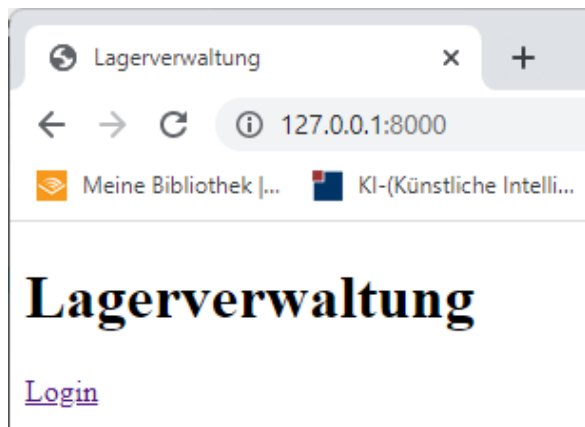 Lagerverwaltung
127.0.0.1:8000
Meine Bibliothek |... KI-(Künstliche Intelli...
Lagerverwaltung
Login